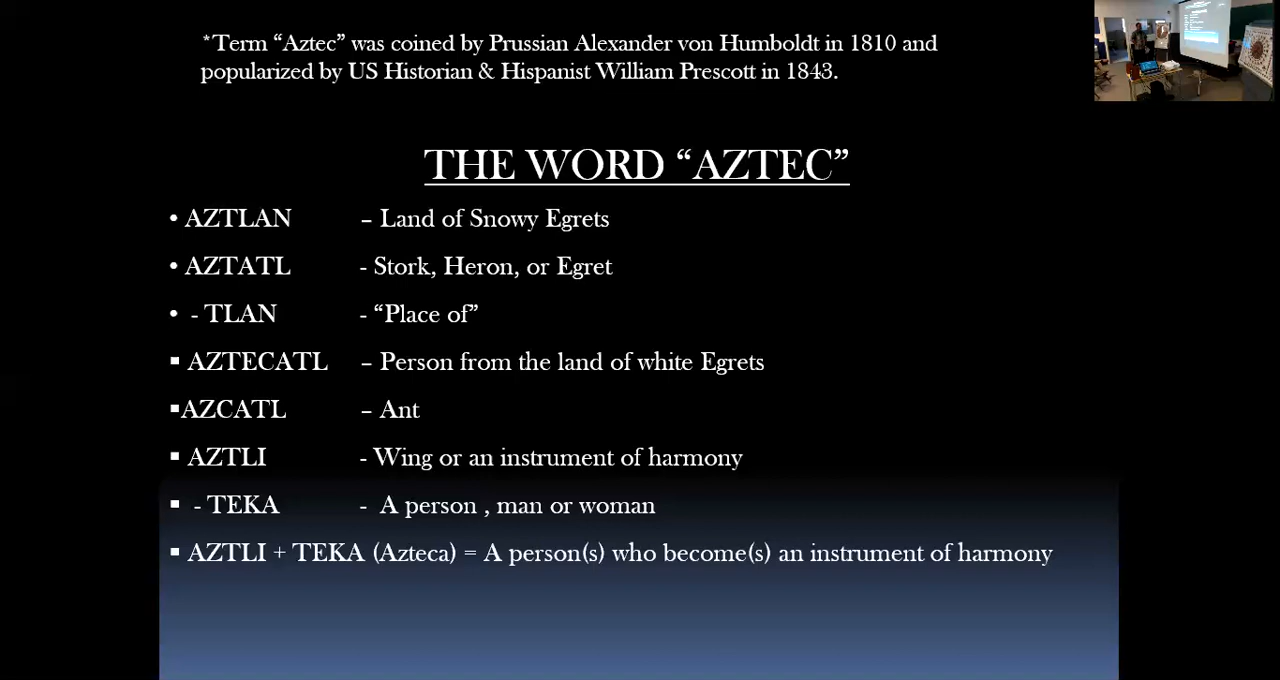 *Term “Aztec” was coined by Prussian Alexander von Humboldt in 1810 and
popularized by US Historian & Hispanist William Prescott in 1843.
THE WORD “AZTEC”
• AZTLAN – Land of Snowy Egrets
• AZTATL - Stork, Heron, or Egret
• - TLAN - “Place of”
▪ AZTECATL – Person from the land of white Egrets
▪AZCATL – Ant
▪ AZTLI - Wing or an instrument of harmony
▪ - TEKA - A person , man or woman
▪ AZTLI + TEKA (Azteca) = A person(s) who become(s) an instrument of harmony